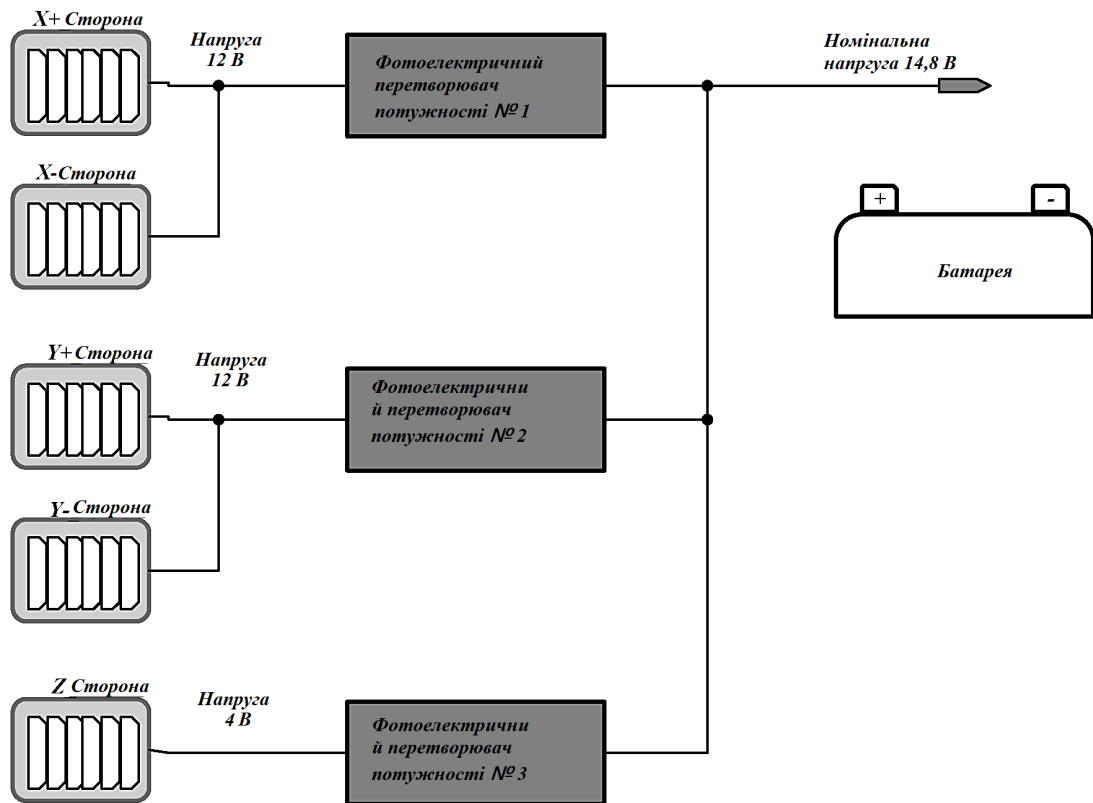 X+ Сторона
Напруга
12 В
Фотоелектричний
перетворювач
потужності № 1
Номінальна
напргуга 14,8 В
X-Сторона
+
-
Батарея
Y+ Сторона
Напруга
12 В
Фотоелектрични
й перетворювач
потужності № 2
Y- Сторона
Z Сторона
Напруга
4 В
Фотоелектрични
й перетворювач
потужності № 3